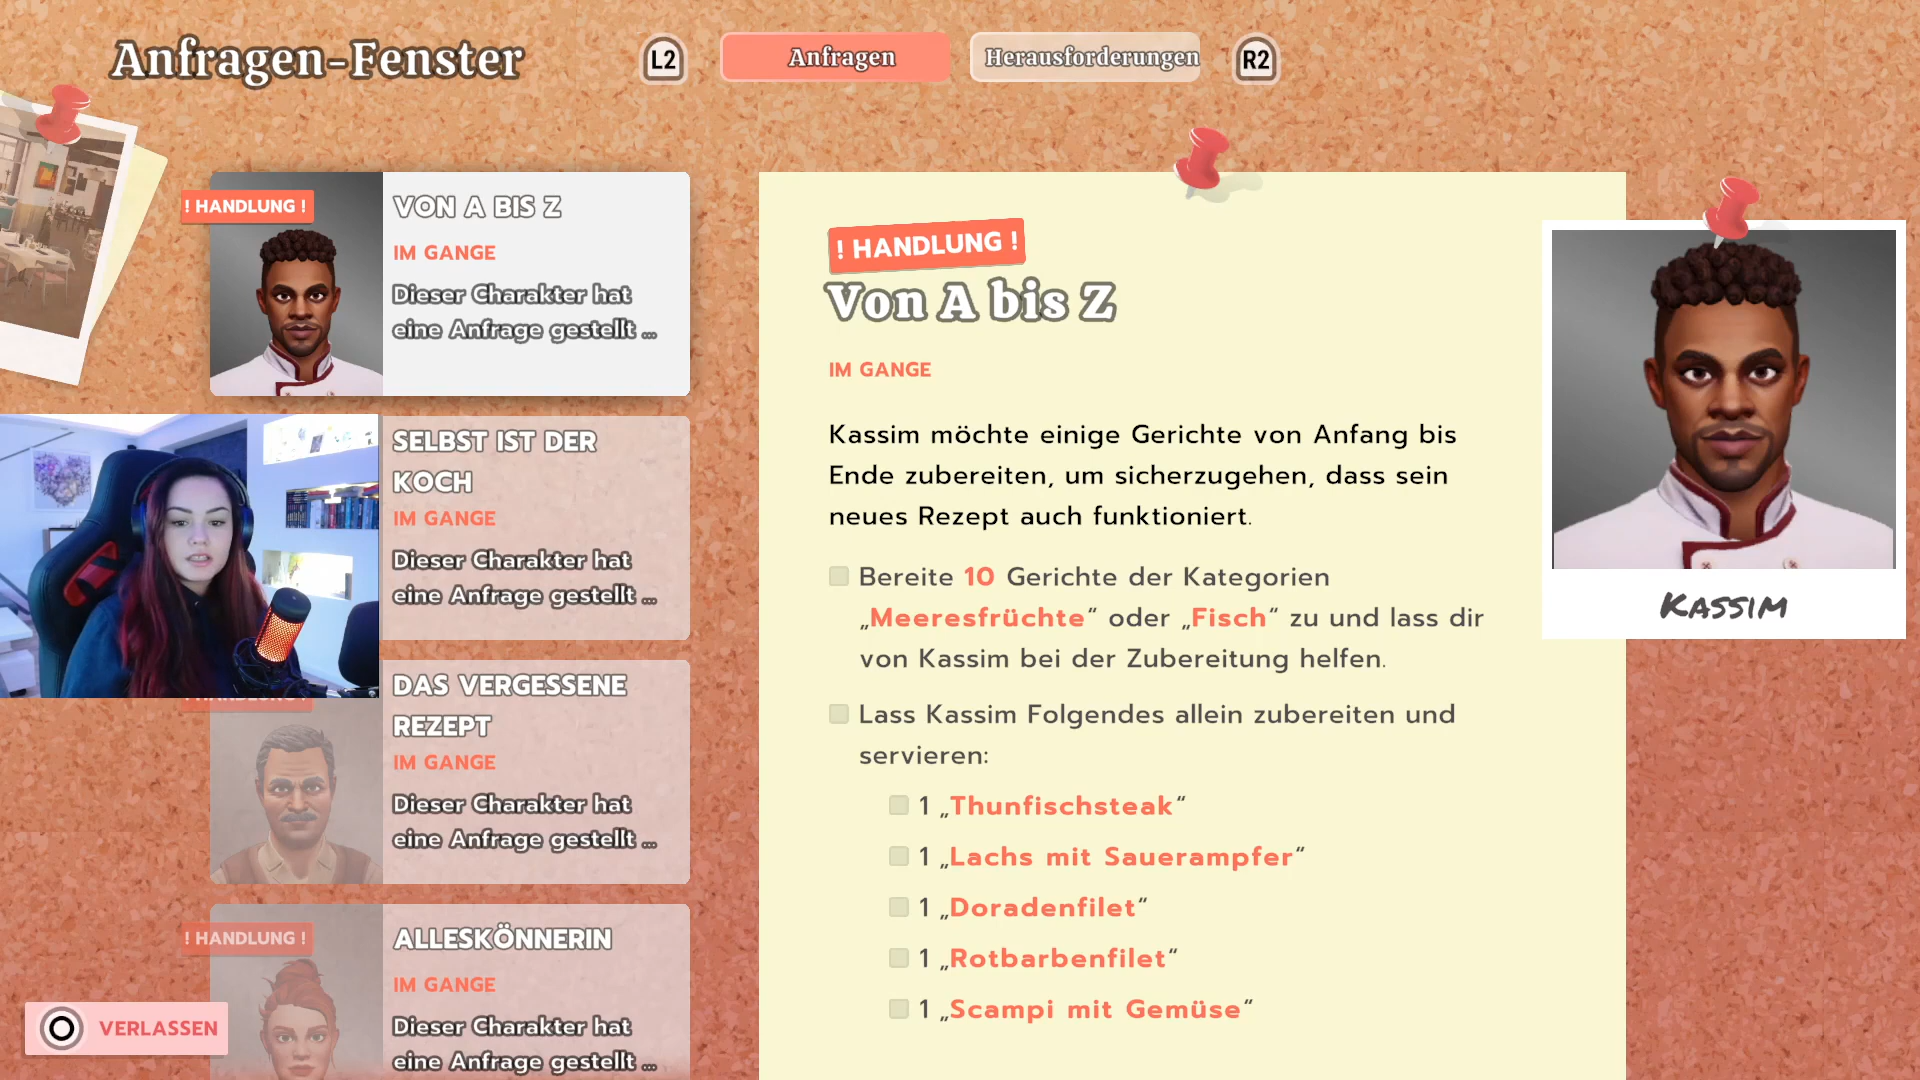 Anfragen-Fenster
L2
Anfragen
Herausforderungen
R2
! HANDLUNG !
VON A BIS Z
IM GANGE
Dieser Charakter hat
eine Anfrage gestellt ...
SELBST IST DER
KOCH
IM GANGE
Dieser Charakter hat
eine Anfrage gestellt ...
DAS VERGESSENE
REZEPT
IM GANGE
Dieser Charakter hat
eine Anfrage gestellt ...
! HANDLUNG !
ALLESKÖNNERIN
IM GANGE
Dieser Charakter hat
eine Anfrage gestellt ...
VERLASSEN
! HANDLUNG !
Von A bis Z
IM GANGE
Kassim möchte einige Gerichte von Anfang bis
Ende zubereiten, um sicherzugehen, dass sein
neues Rezept auch funktioniert.
Bereite 10 Gerichte der Kategorien
„Meeresfrüchte“ oder „Fisch“ zu und lass dir
von Kassim bei der Zubereitung helfen.
Lass Kassim Folgendes allein zubereiten und
servieren:
1 „Thunfischsteak“
1 „Lachs mit Sauerampfer“
1 „Doradenfilet“
1 „Rotbarbenfilet“
1 „Scampi mit Gemüse“
KASSIM